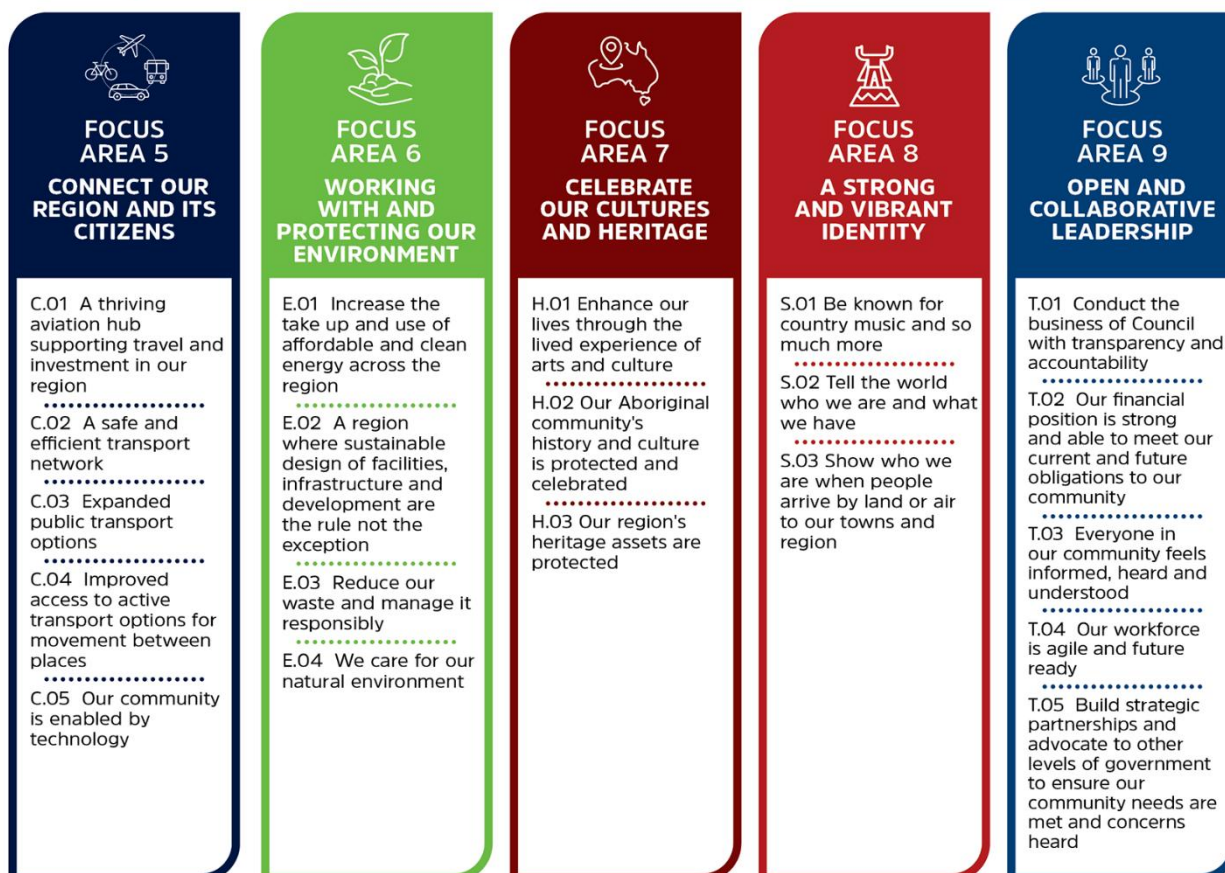 FOCUS
AREA 5
CONNECT OUR
REGION AND ITS
CITIZENS
C.01 A thriving
aviation hub
supporting travel and
investment in our
region
C.02 A safe and
efficient transport
network
C.03 Expanded
public transport
options
C.04 Improved
access to active
transport options for
movement between
places
C.05 Our community
is enabled by
technology
FOCUS
AREA 6
WORKING
WITH AND
PROTECTING OUR
ENVIRONMENT
E.01 Increase the
take up and use of
affordable and clean
energy across the
region
E.02 A region
where sustainable
design of facilities,
infrastructure and
development are
the rule not the
exception
E.03 Reduce our
waste and manage it
responsibly
E.04 We care for our
natural environment
FOCUS
AREA 7
CELEBRATE
OUR CULTURES
AND HERITAGE
H.01 Enhance our
lives through the
lived experience of
arts and culture
H.02 Our Aboriginal
community's
history and culture
is protected and
celebrated
H.03 Our region's
heritage assets are
protected
FOCUS
AREA 8
A STRONG
AND VIBRANT
IDENTITY
S.01 Be known for
country music and so
much more
S.02 Tell the world
who we are and what
we have
S.03 Show who we
are when people
arrive by land or air
to our towns and
region
FOCUS
AREA 9
OPEN AND
COLLABORATIVE
LEADERSHIP
T.01 Conduct the
business of Council
with transparency and
accountability
T.02 Our financial
position is strong
and able to meet our
current and future
obligations to our
community
T.03 Everyone in
our community feels
informed, heard and
understood
T.04 Our workforce
is agile and future
ready
T.05 Build strategic
partnerships and
advocate to other
levels of government
to ensure our
community needs are
met and concerns
heard